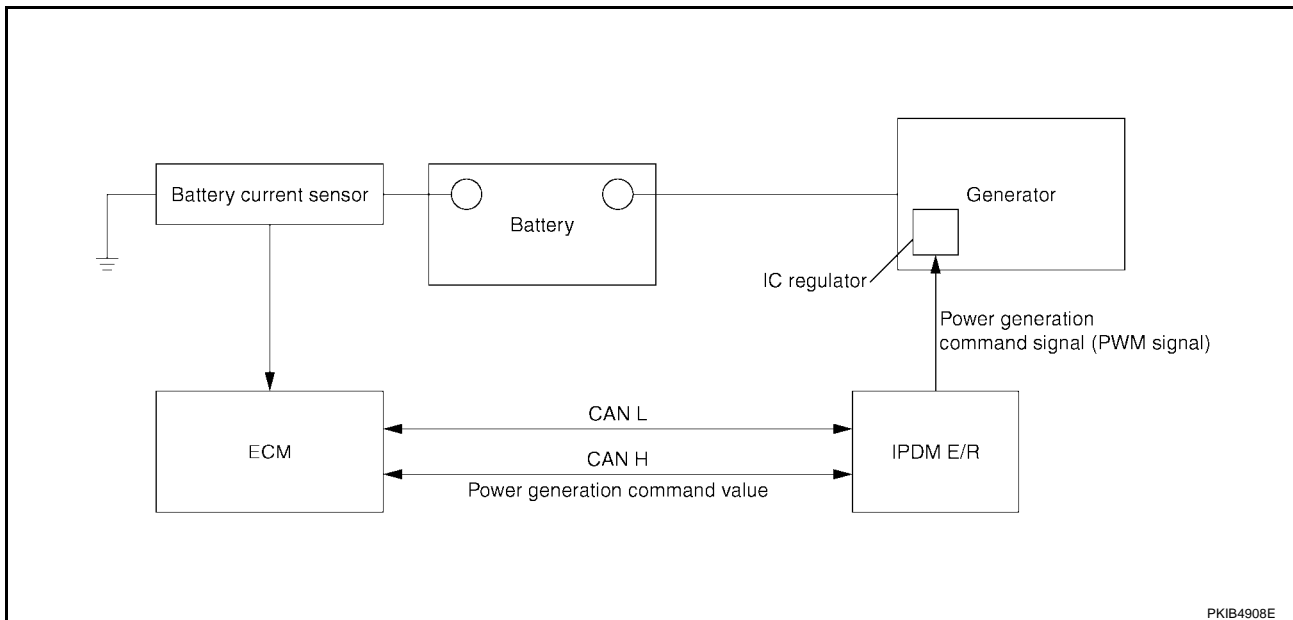 Battery current sensor
Battery
Generator
IC regulator
Power generation
command signal (PWM signal)
ECM
CAN L
CAN H
Power generation command value
IPDM E/R
PKIB4908E